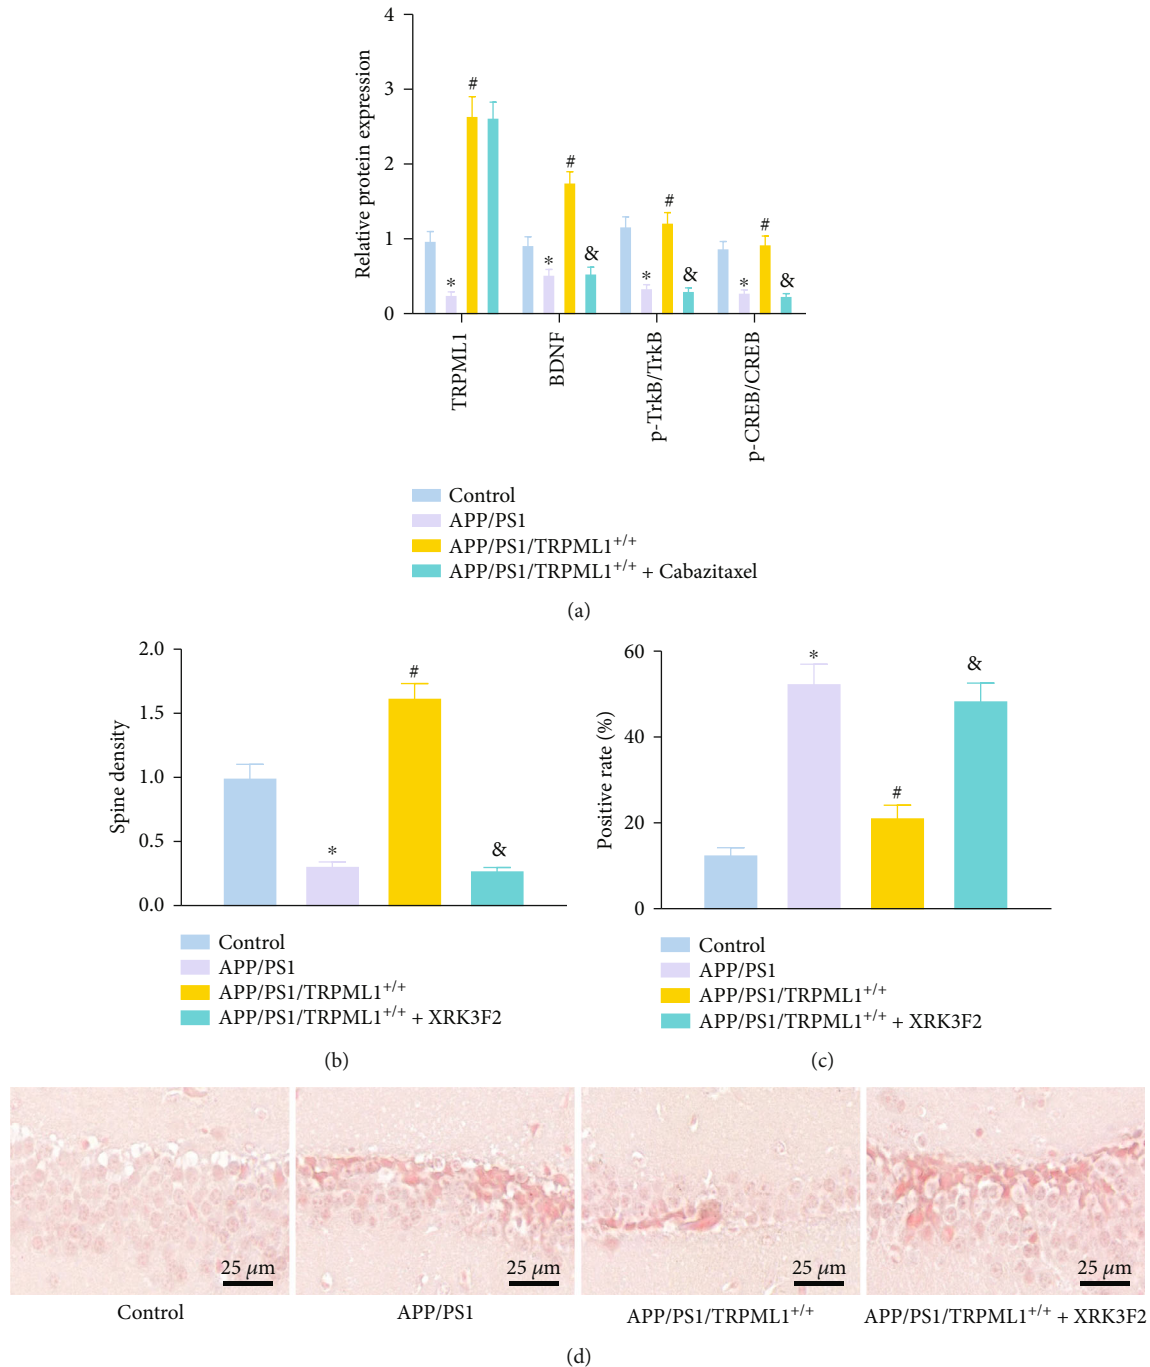 4
3
2
1
0
Relative protein expression
#
*
#
*
&
#
*
&
#
*
&
TRPML1
BDNF
p-TrkB/TrkB
p-CREB/CREB
Control
APP/PS1
APP/PS1/TRPML1+/+
APP/PS1/TRPML1+/+ + Cabazitaxel
(a)
2.0
1.5
1.0
0.5
0.0
Spine density
*
#
&
Control
APP/PS1
APP/PS1/TRPML1+/+
APP/PS1/TRPML1+/+ + XRK3F2
(b)
60
40
20
0
Positive rate (%)
*
#
&
Control
APP/PS1
APP/PS1/TRPML1+/+
APP/PS1/TRPML1+/+ + XRK3F2
(c)
25 μm
25 μm
25 μm
25 μm
Control
APP/PS1
APP/PS1/TRPML1+/+
APP/PS1/TRPML1+/+ + XRK3F2
(d)